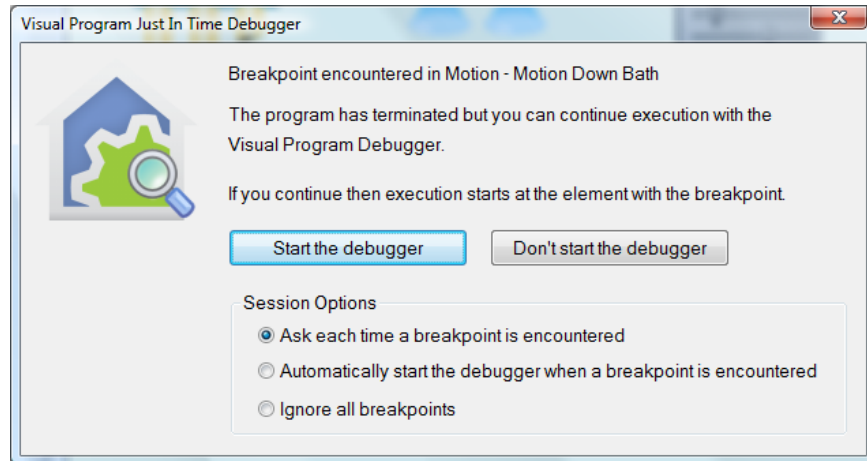 Visual Program Just In Time Debugger
Breakpoint encountered in Motion - Motion Down Bath
The program has terminated but you can continue execution with the
Visual Program Debugger.
If you continue then execution starts at the element with the breakpoint.
Start the debugger
Don't start the debugger
Session Options
Ask each time a breakpoint is encountered
Automatically start the debugger when a breakpoint is encountered
Ignore all breakpoints